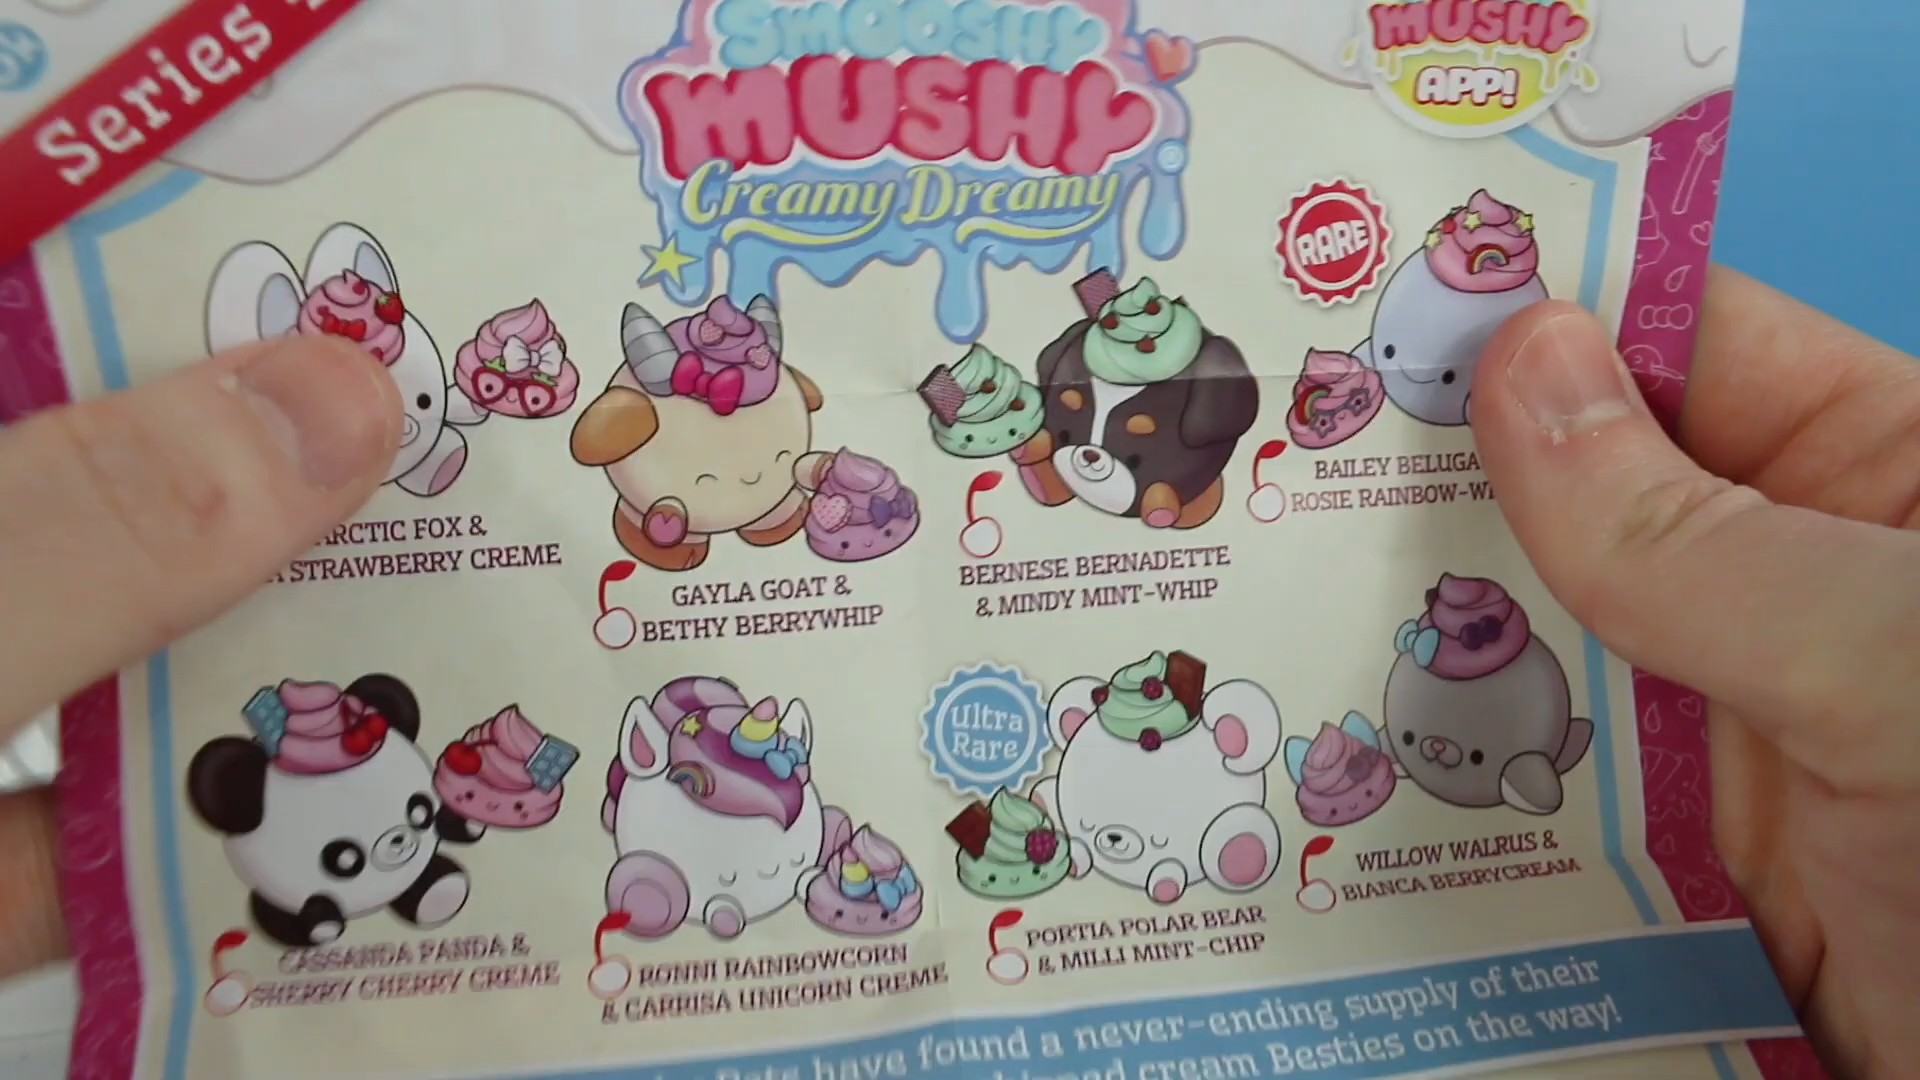 Series
SMOOSHY
MUSHY
Creamy Dreamy
MUSHY
APP!
RARE
ARCTIC FOX &
STRAWBERRY CREME
GAYLA GOAT &
BETHY BERRYWHIP
BERNESE BERNADETTE
& MINDY MINT-WHIP
BAILEY BELUGA
ROSIE RAINBOW-
Ultra
Rare
CASSANDA PANDA &
SHERRY CHERRY CREME
RONNI RAINBOWCORN
& CARRISA UNICORN CREME
PORTIA POLAR BEAR
& MILLI MINT-CHIP
WILLOW WALRUS &
BIANCA BERRYCREAM
have found a never-ending supply of their
cream Besties on the way!